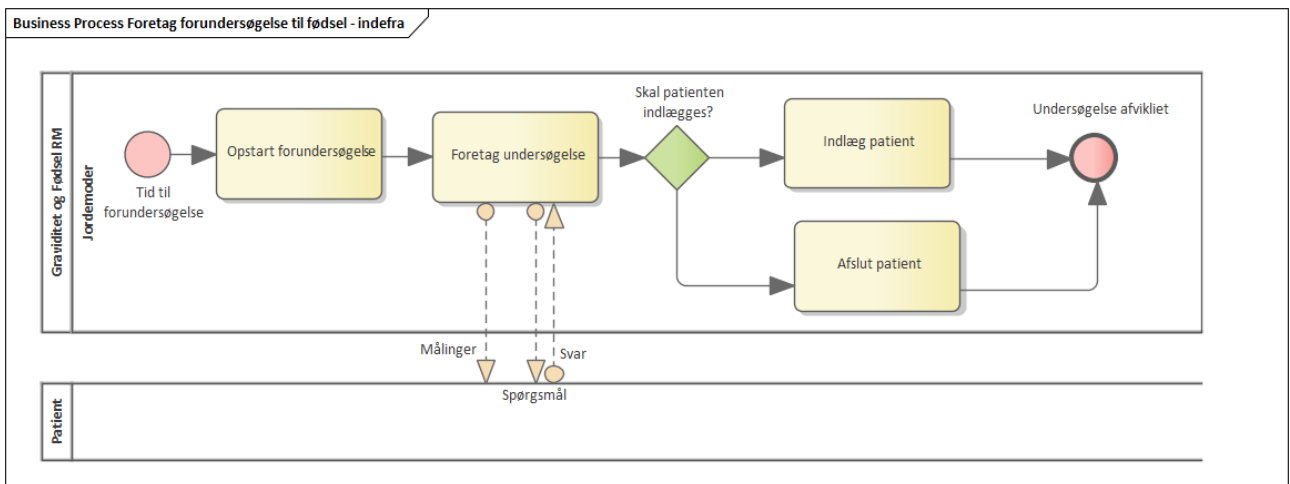 Business Process Foretag forundersøgelse til fødsel - indefra
Graviditet og Fødsel RM
Jordemoder
Tid til
forundersøgelse
Opstart forundersøgelse
Foretag undersøgelse
Skal patienten
indlægges?
Indlæg patient
Afslut patient
Undersøgelse afvikliet
Målinger
Spørgsmål
Svar
Patient